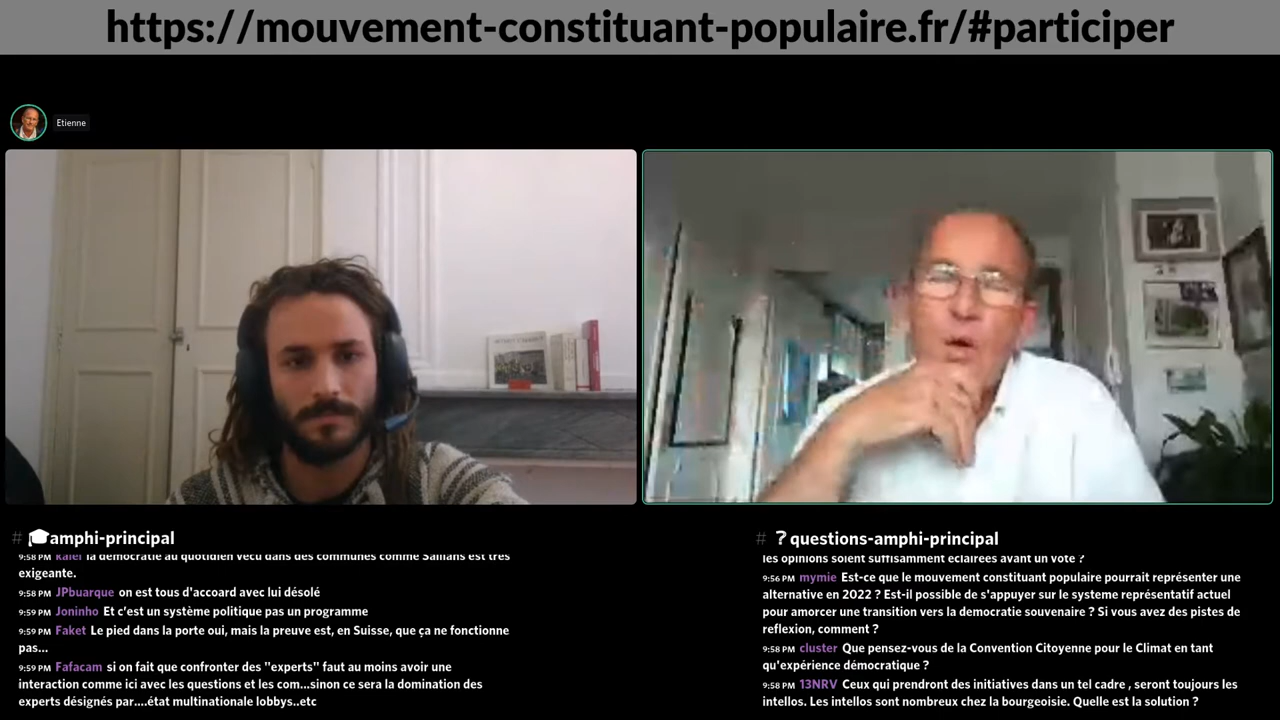 https://mouvement-constituant-populaire.fr/#participer
Etienne
# 🎓amphi-principal
9:58 PM Rafel la démocratie au quotidien vécu dans des communes comme Saillans est très
exigeante.
9:58 PM JPbuarque on est tous d'accoard avec lui désolé
9:59 PM Joninho Et c'est un système politique pas un programme
9:59 PM Faket Le pied dans la porte oui, mais la preuve est, en Suisse, que ça ne fonctionne
pas...
9:59 PM Fafacam si on fait que confronter des "experts" faut au moins avoir une
interaction comme ici avec les questions et les com...sinon ce sera la domination des
experts désignés par....état multinationale lobbys..etc
# ❔questions-amphi-principal
les opinions soient suffisamment éclairées avant un vote ?
9:56 PM mymie Est-ce que le mouvement constituant populaire pourrait représenter une
alternative en 2022 ? Est-il possible de s'appuyer sur le systeme représentatif actuel
pour amorcer une transition vers la democratie souvenaire ? Si vous avez des pistes de
reflexion, comment ?
9:58 PM cluster Que pensez-vous de la Convention Citoyenne pour le Climat en tant
qu'expérience démocratique ?
9:58 PM 13NRV Ceux qui prendront des initiatives dans un tel cadre , seront toujours les
intellos. Les intellos sont nombreux chez la bourgeoisie. Quelle est la solution ?